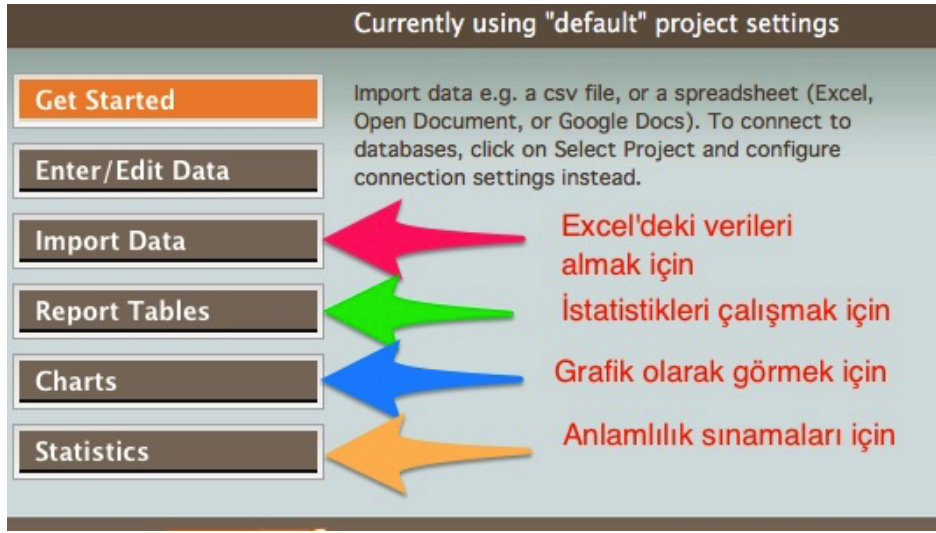 Currently using "default" project settings
Get Started
Import data e.g. a csv file, or a spreadsheet (Excel,
Open Document, or Google Docs). To connect to
databases, click on Select Project and configure
connection settings instead.
Enter/Edit Data
Import Data
Excel'deki verileri
almak için
Report Tables
İstatistikleri çalışmak için
Charts
Grafik olarak görmek için
Statistics
Anlamlılık sınamaları için